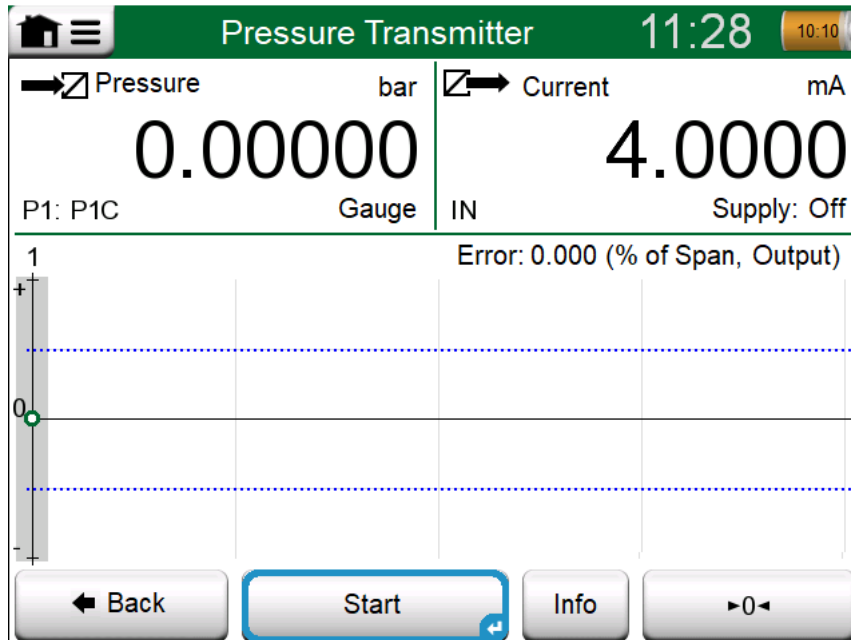 Pressure Transmitter 11:28 10:10
Pressure bar
0.00000
P1: P1C Gauge
Current mA
4.0000
IN Supply: Off
1 Error: 0.000 (% of Span, Output)
+
0
-
Back Start Info ►0◄